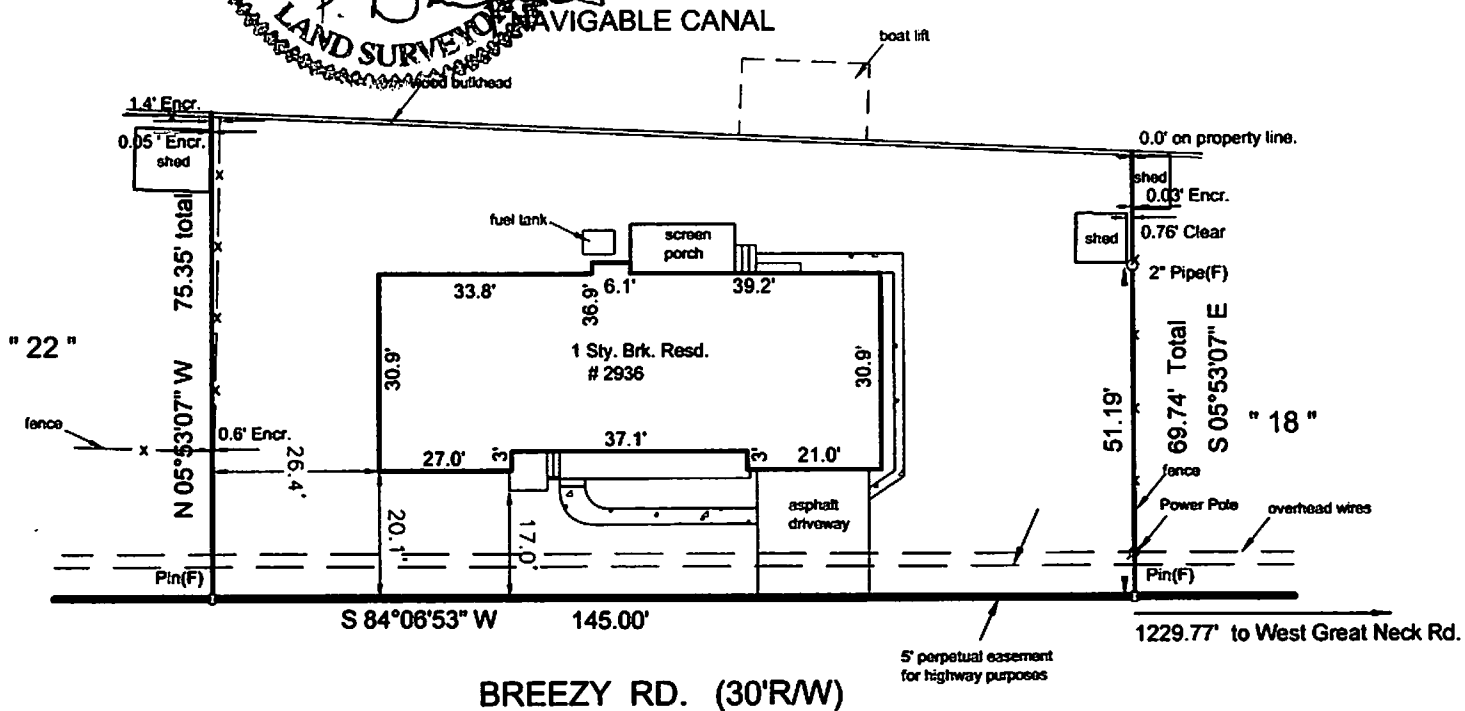 LAND SURVEYOR
NAVIGABLE CANAL
boat lift
wood bulkhead
1.4' Encr.
0.05' Encr.
shed
0.0' on property line.
shed
0.03' Encr.
0.76' Clear
shed
2" Pipe(F)
fuel tank
screen
porch
33.8'
6.1'
39.2'
36.9'
1 Sty. Brk. Resd.
# 2936
30.9'
30.9'
" 22 "
N 05°53'07" W 75.35' total
x
x
x
x
fence
x
0.6' Encr.
26.4'
27.0'
3'
37.1'
3'
21.0'
51.19'
69.74' Total
S 05°53'07" E
" 18 "
x
x
x
x
fence
Power Pole
overhead wires
asphalt
driveway
20.1'
17.0'
Pin(F)
Pin(F)
S 84°06'53" W 145.00'
1229.77' to West Great Neck Rd.
5' perpetual easement
for highway purposes
BREEZY RD. (30'R/W)